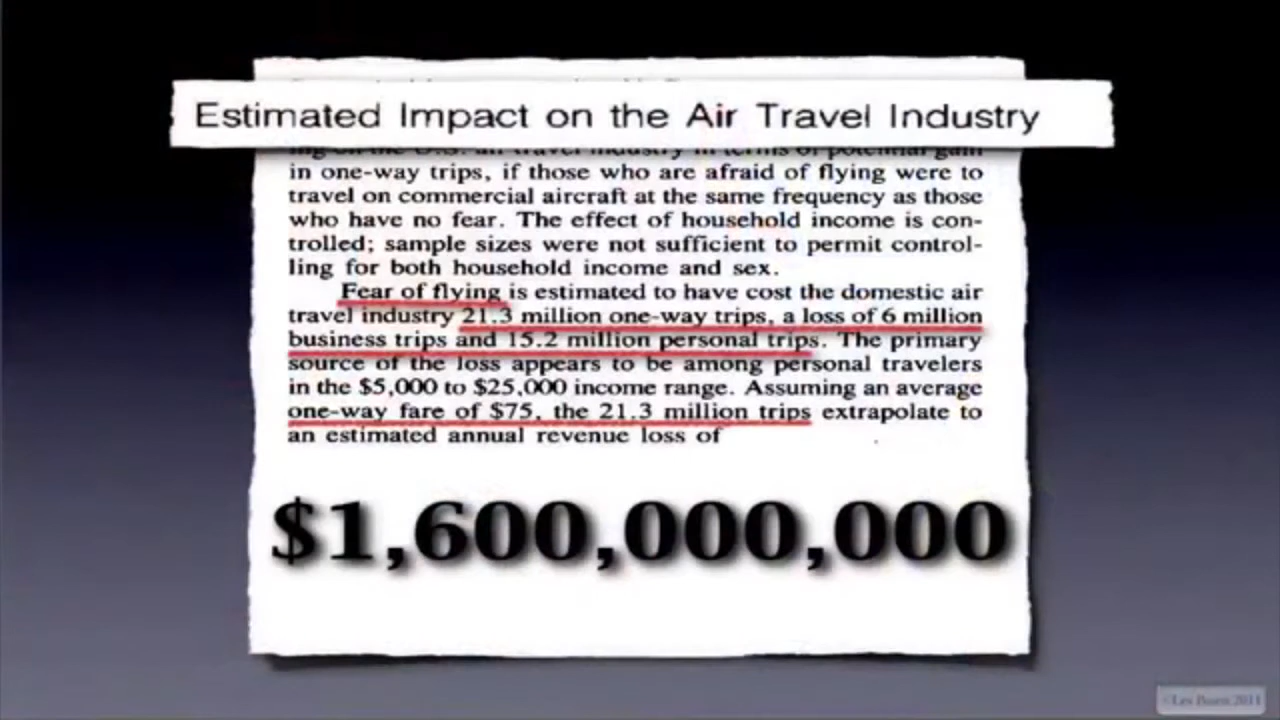 Estimated Impact on the Air Travel Industry
in one-way trips, if those who are afraid of flying were to
travel on commercial aircraft at the same frequency as those
who have no fear. The effect of household income is con-
trolled; sample sizes were not sufficient to permit control-
ling for both household income and sex.
Fear of flying is estimated to have cost the domestic air
travel industry 21.3 million one-way trips, a loss of 6 million
business trips and 15.2 million personal trips. The primary
source of the loss appears to be among personal travelers
in the $5,000 to $25,000 income range. Assuming an average
one-way fare of $75, the 21.3 million trips extrapolate to
an estimated annual revenue loss of
$1,600,000,000